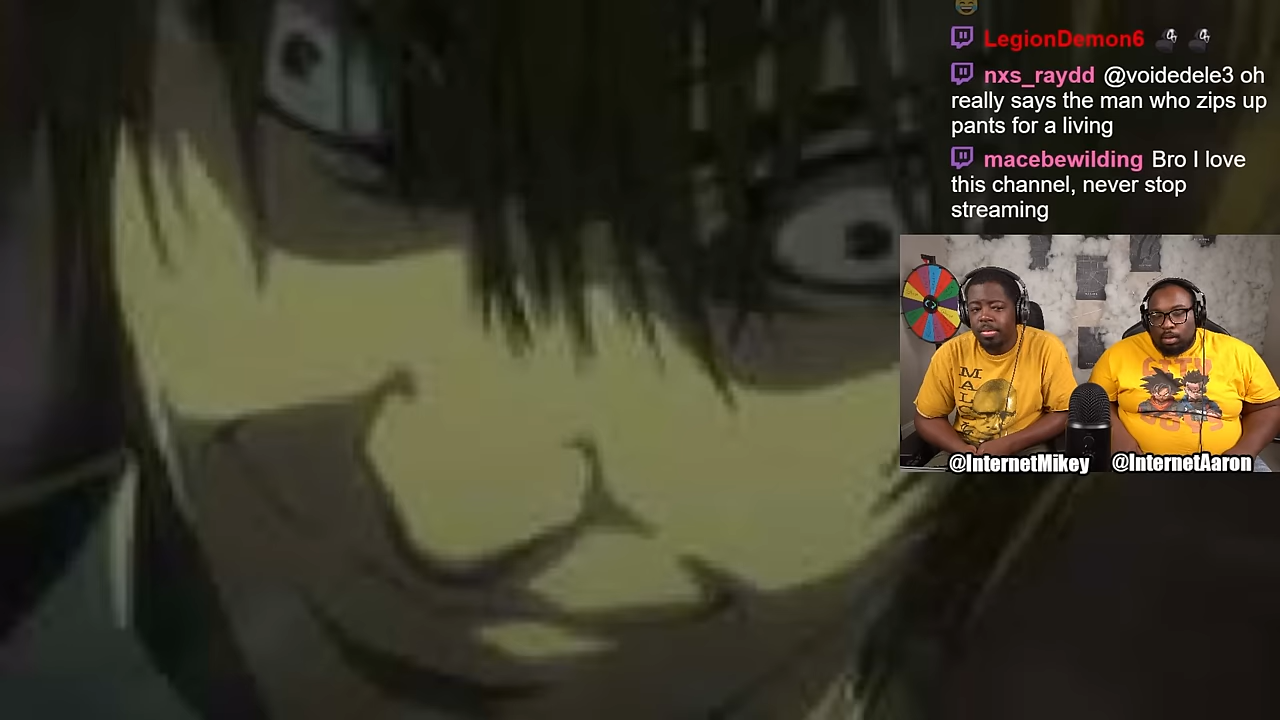 LegionDemon6
nxs_raydd @voidedele3 oh
really says the man who zips up
pants for a living
macebewilding Bro I love
this channel, never stop
streaming
@InternetMikey
@InternetAaron